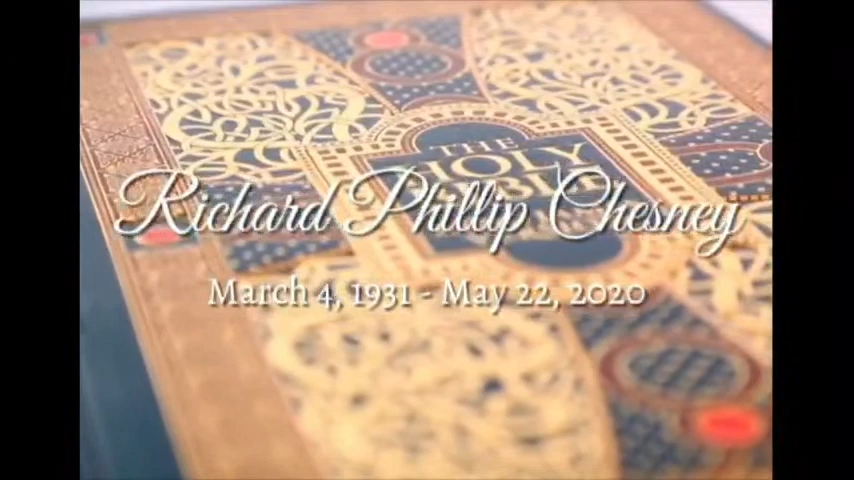 THE
HOLY
BIBLE
Richard Phillip Chesney
March 4, 1931 - May 22, 2020